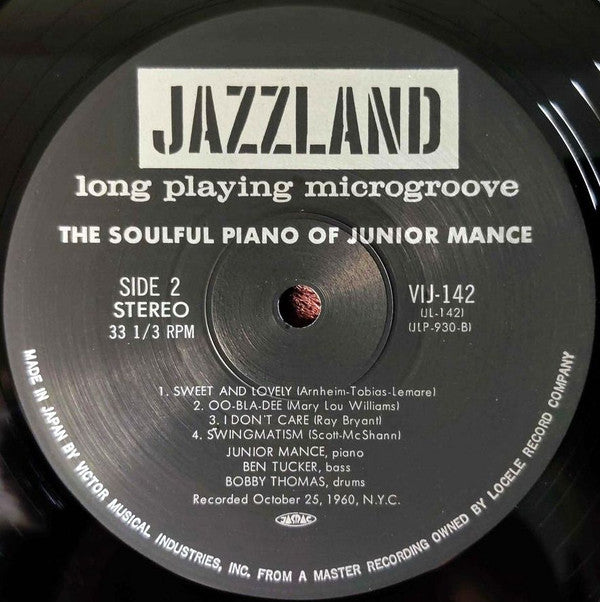 JAZZLAND
long playing microgroove
THE SOULFUL PIANO OF JUNIOR MANCE
SIDE 2
STEREO
33 1/3 RPM
VIJ-142
(JL-142)
(JLP-930-B)
1. SWEET AND LOVELY (Arnheim-Tobias-Lemare)
2. OO-BLA-DEE (Mary Lou Williams)
3. I DON'T CARE (Ray Bryant)
4. SWINGMATISM (Scott-McShann)
JUNIOR MANCE, piano
BEN TUCKER, bass
BOBBY THOMAS, drums
Recorded October 25, 1960, N.Y.C.
JASRAC
MADE IN JAPAN BY VICTOR MUSICAL INDUSTRIES, INC. FROM A MASTER RECORDING OWNED BY LOCELE RECORD COMPANY